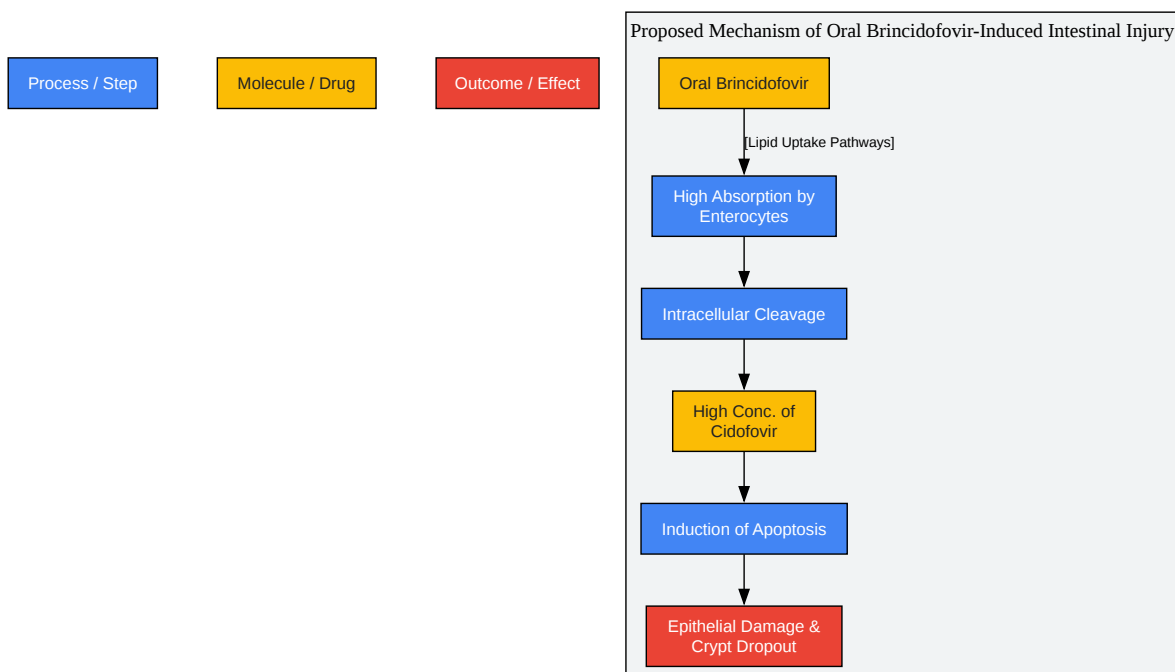 Proposed Mechanism of Oral Brincidofovir-Induced Intestinal Injury
Process / Step
Molecule / Drug
Outcome / Effect
Oral Brincidofovir
[Lipid Uptake Pathways]
High Absorption by
Enterocytes
Intracellular Cleavage
High Conc. of
Cidofovir
Induction of Apoptosis
Epithelial Damage &
Crypt Dropout